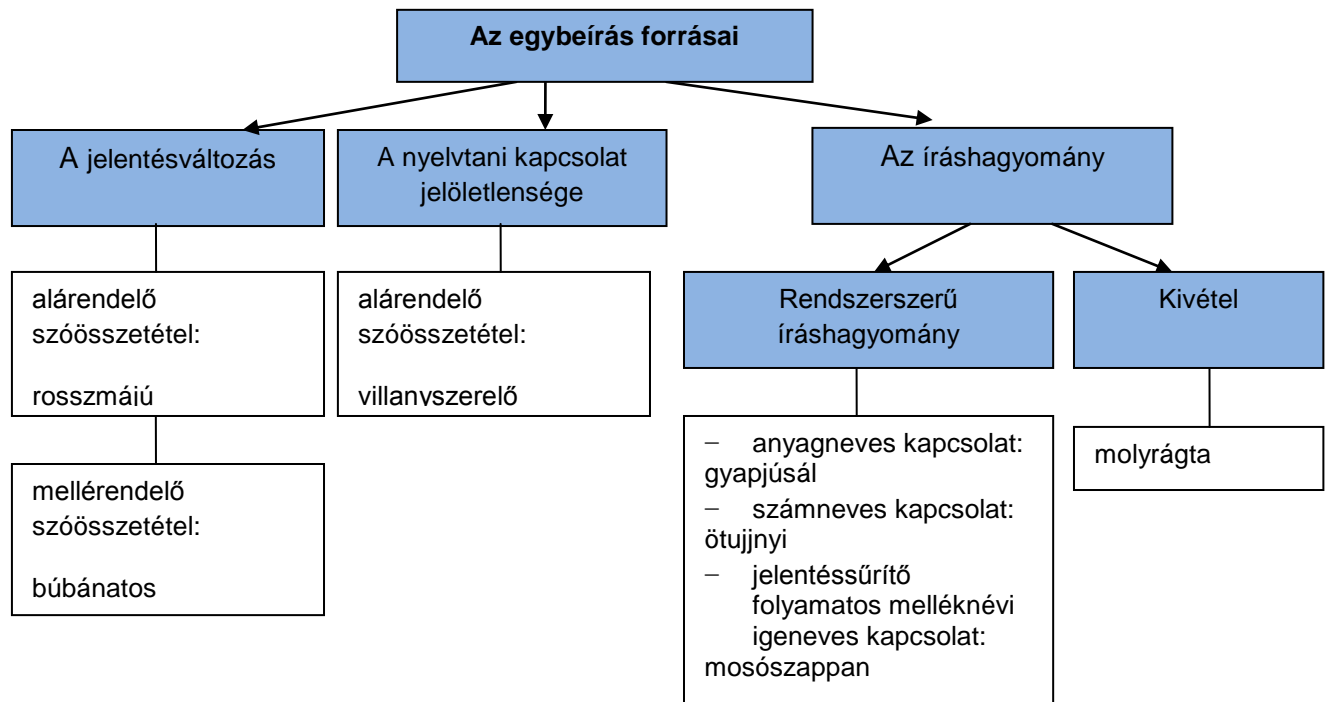 Az egybeírás forrásai
A jelentésváltozás
A nyelvtani kapcsolat
jelöletlensége
Az íráshagyomány
alárendelő
szóösszetétel:
rosszmájú
mellérendelő
szóösszetétel:
búbánatos
alárendelő
szóösszetétel:
villanyszerelő
Rendszerszerű
íráshagyomány
– anyagneves kapcsolat:
gyapjúsál
– számneves kapcsolat:
ötujjnyi
– jelentéssűrítő
folyamatos melléknévi
igeneves kapcsolat:
mosószappan
Kivétel
molyrágta